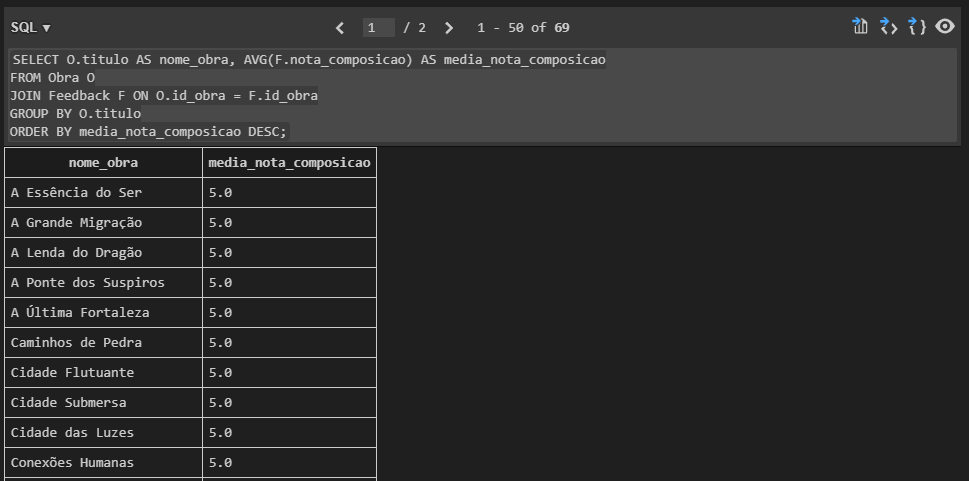 SQL ▼ 1 / 2 1 - 50 of 69
SELECT O.titulo AS nome_obra, AVG(F.nota_composicao) AS media_nota_composicao
FROM Obra O
JOIN Feedback F ON O.id_obra = F.id_obra
GROUP BY O.titulo
ORDER BY media_nota_composicao DESC;
nome_obra media_nota_composicao
A Essência do Ser 5.0
A Grande Migração 5.0
A Lenda do Dragão 5.0
A Ponte dos Suspiros 5.0
A Última Fortaleza 5.0
Caminhos de Pedra 5.0
Cidade Flutuante 5.0
Cidade Submersa 5.0
Cidade das Luzes 5.0
Conexões Humanas 5.0